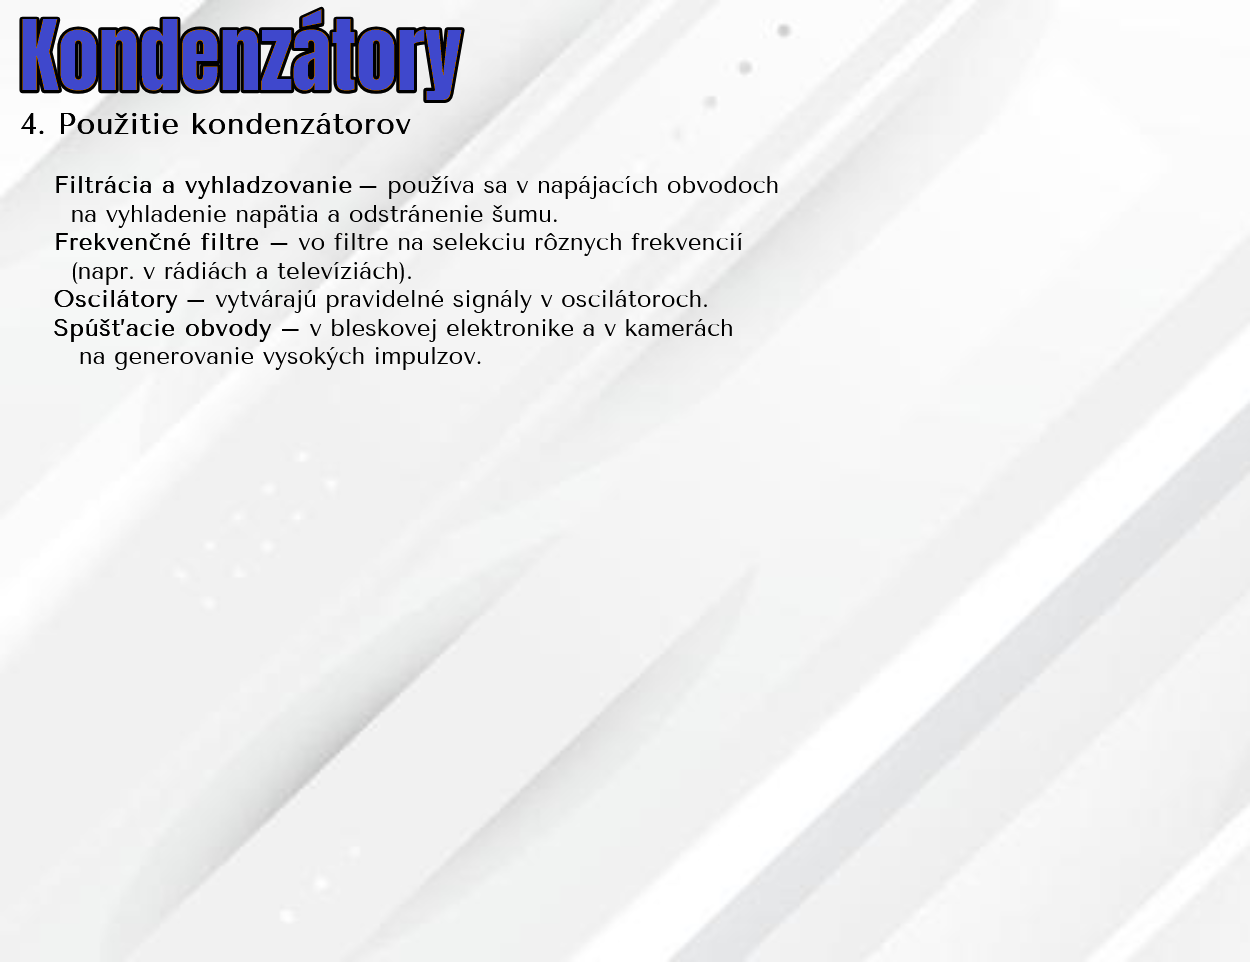 Kondenzátory
4. Použitie kondenzátorov
Filtrácia a vyhladzovanie – používa sa v napájacích obvodoch
na vyhladenie napätia a odstránenie šumu.
Frekvenčné filtre – vo filtre na selekciu rôznych frekvencií
(napr. v rádiách a televíziách).
Oscilátory – vytvárajú pravidelné signály v oscilátoroch.
Spúšťacie obvody – v bleskovej elektronike a v kamerách
na generovanie vysokých impulzov.